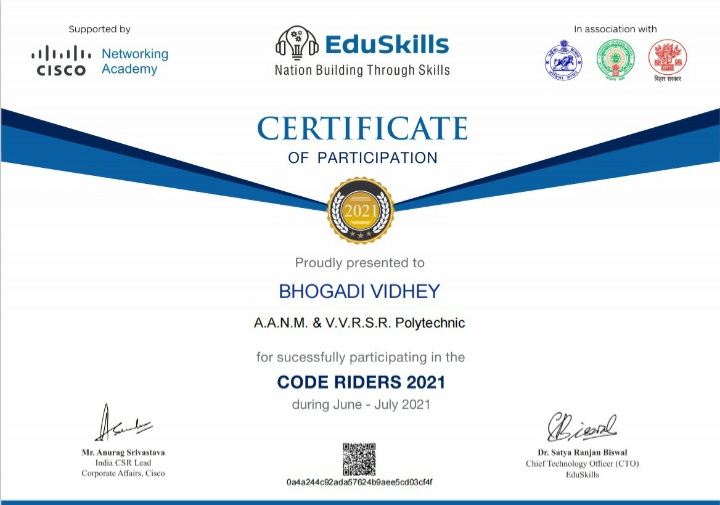 Supported by
CISCO
Networking
Academy
EduSkills
Nation Building Through Skills
In association with
बिहार सरकार
CERTIFICATE
OF PARTICIPATION
2021
Proudly presented to
BHOGADI VIDHEY
A.A.N.M. & V.V.R.S.R. Polytechnic
for sucessfully participating in the
CODE RIDERS 2021
during June - July 2021
Mr. Anurag Srivastava
India CSR Lead
Corporate Affairs, Cisco
0a4a244c92ada57624b9aee5cd03cf4f
Dr. Satya Ranjan Biswal
Chief Technology Officer (CTO)
EduSkills